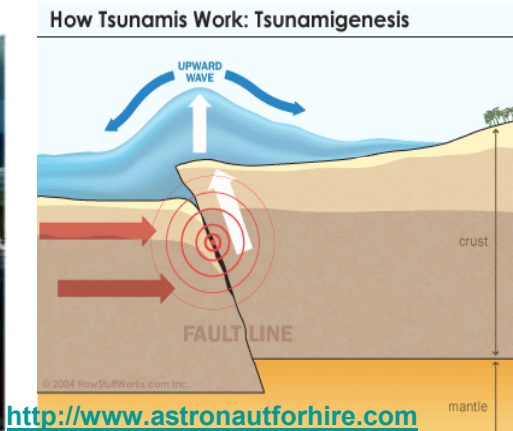 How Tsunamis Work: Tsunamigenesis
UPWARD
WAVE
crust
FAULT LINE
© 2004 HowStuffWorks.com Inc.
mantle
http://www.astronautforhire.com